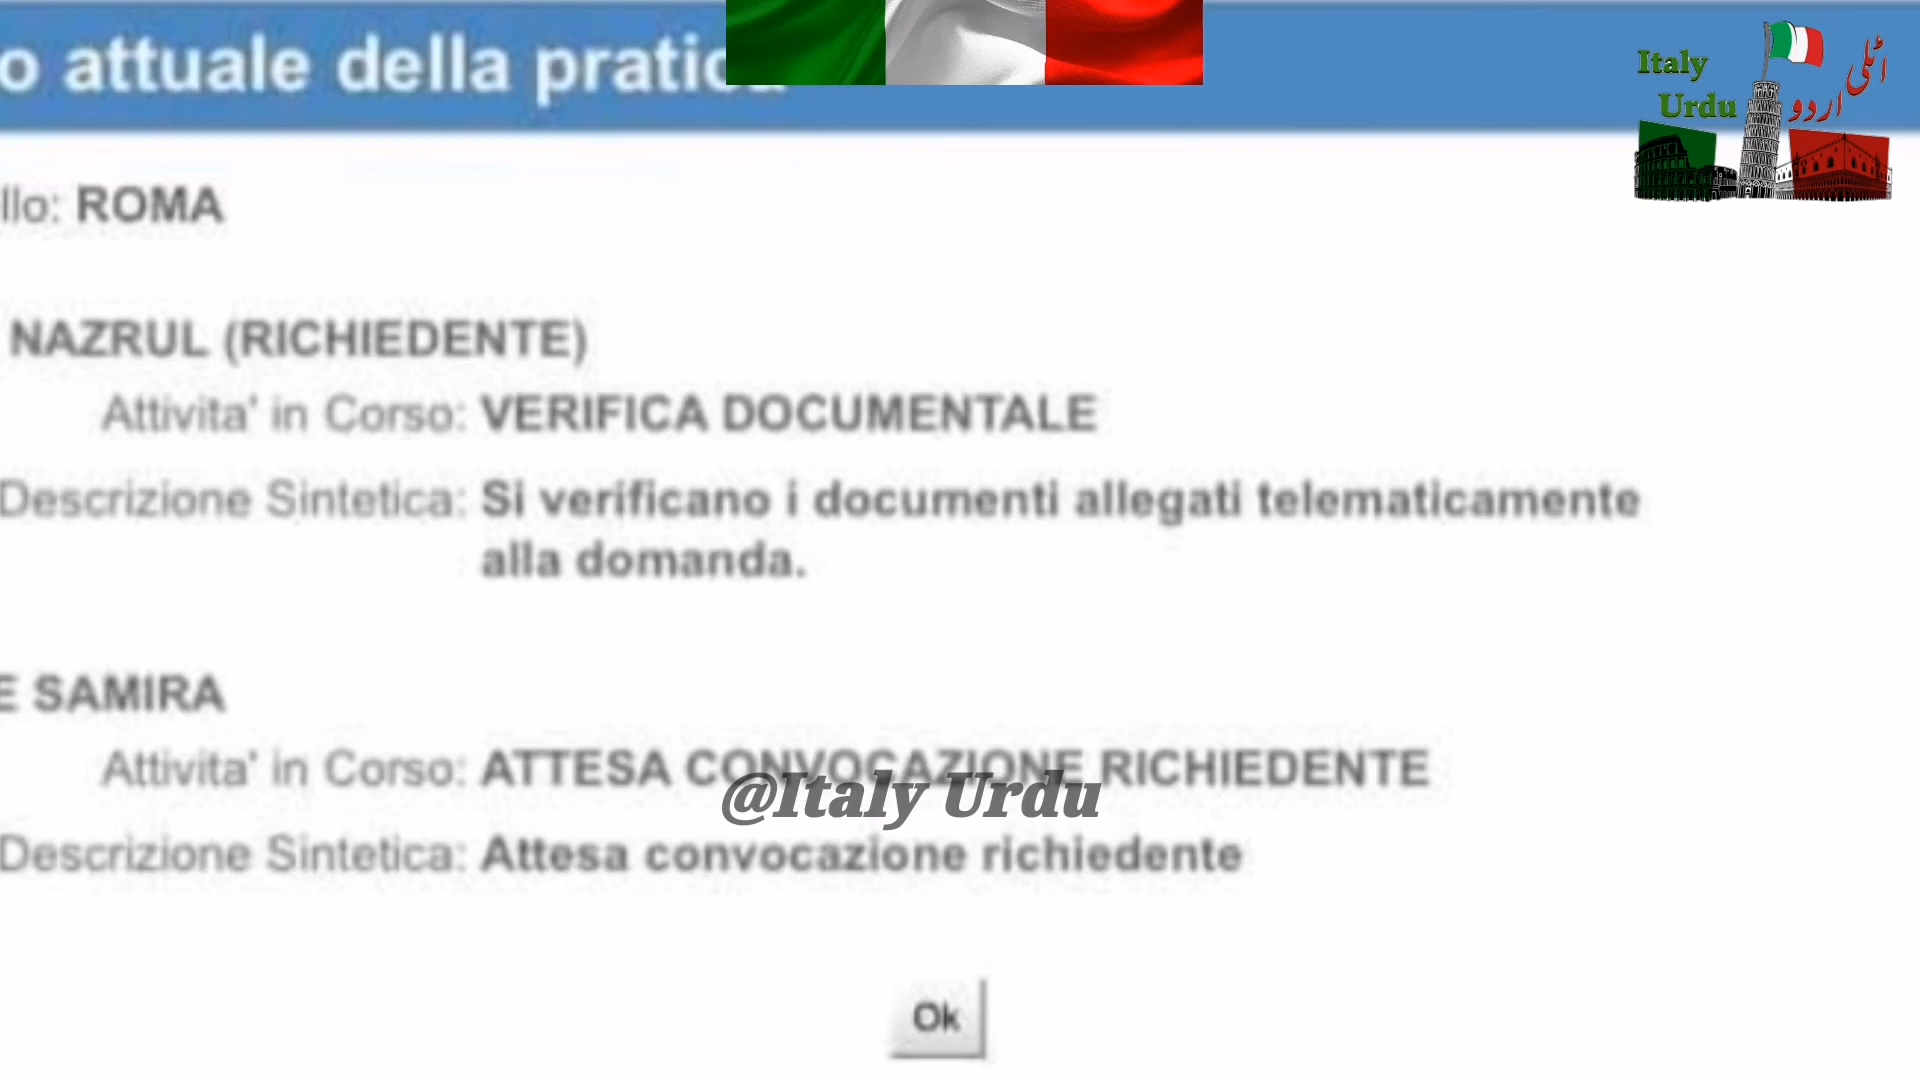 o attuale della pratica
Italy
Urdu
اٹلی
اردو
llo: ROMA
NAZRUL (RICHIEDENTE)
Attivita' in Corso: VERIFICA DOCUMENTALE
Descrizione Sintetica: Si verificano i documenti allegati telematicamente
alla domanda.
E SAMIRA
Attivita' in Corso: ATTESA CONVOCAZIONE RICHIEDENTE
@Italy Urdu
Descrizione Sintetica: Attesa convocazione richiedente
Ok